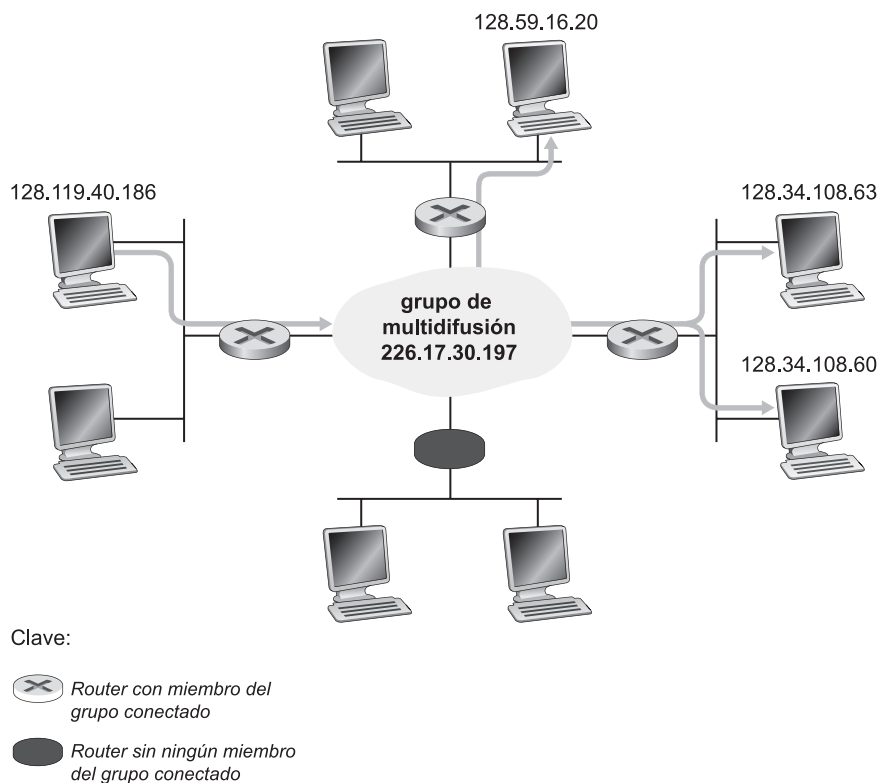 128.59.16.20
128.119.40.186
128.34.108.63
grupo de
multidifusión
226.17.30.197
128.34.108.60
Clave:
Router con miembro del
grupo conectado
Router sin ningún miembro
del grupo conectado